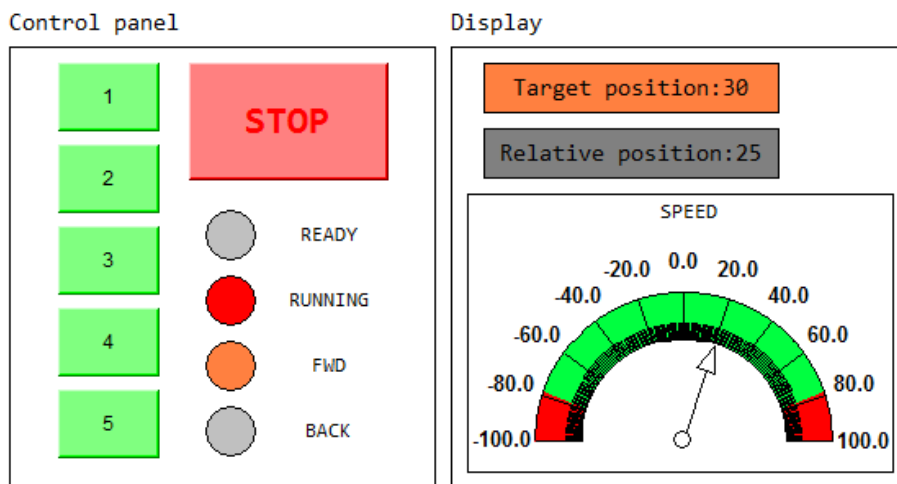 Control panel
1
2
3
4
5
STOP
READY
RUNNING
FWD
BACK
Display
Target position:30
Relative position:25
SPEED
-100.0
-80.0
-60.0
-40.0
-20.0
0.0
20.0
40.0
60.0
80.0
100.0